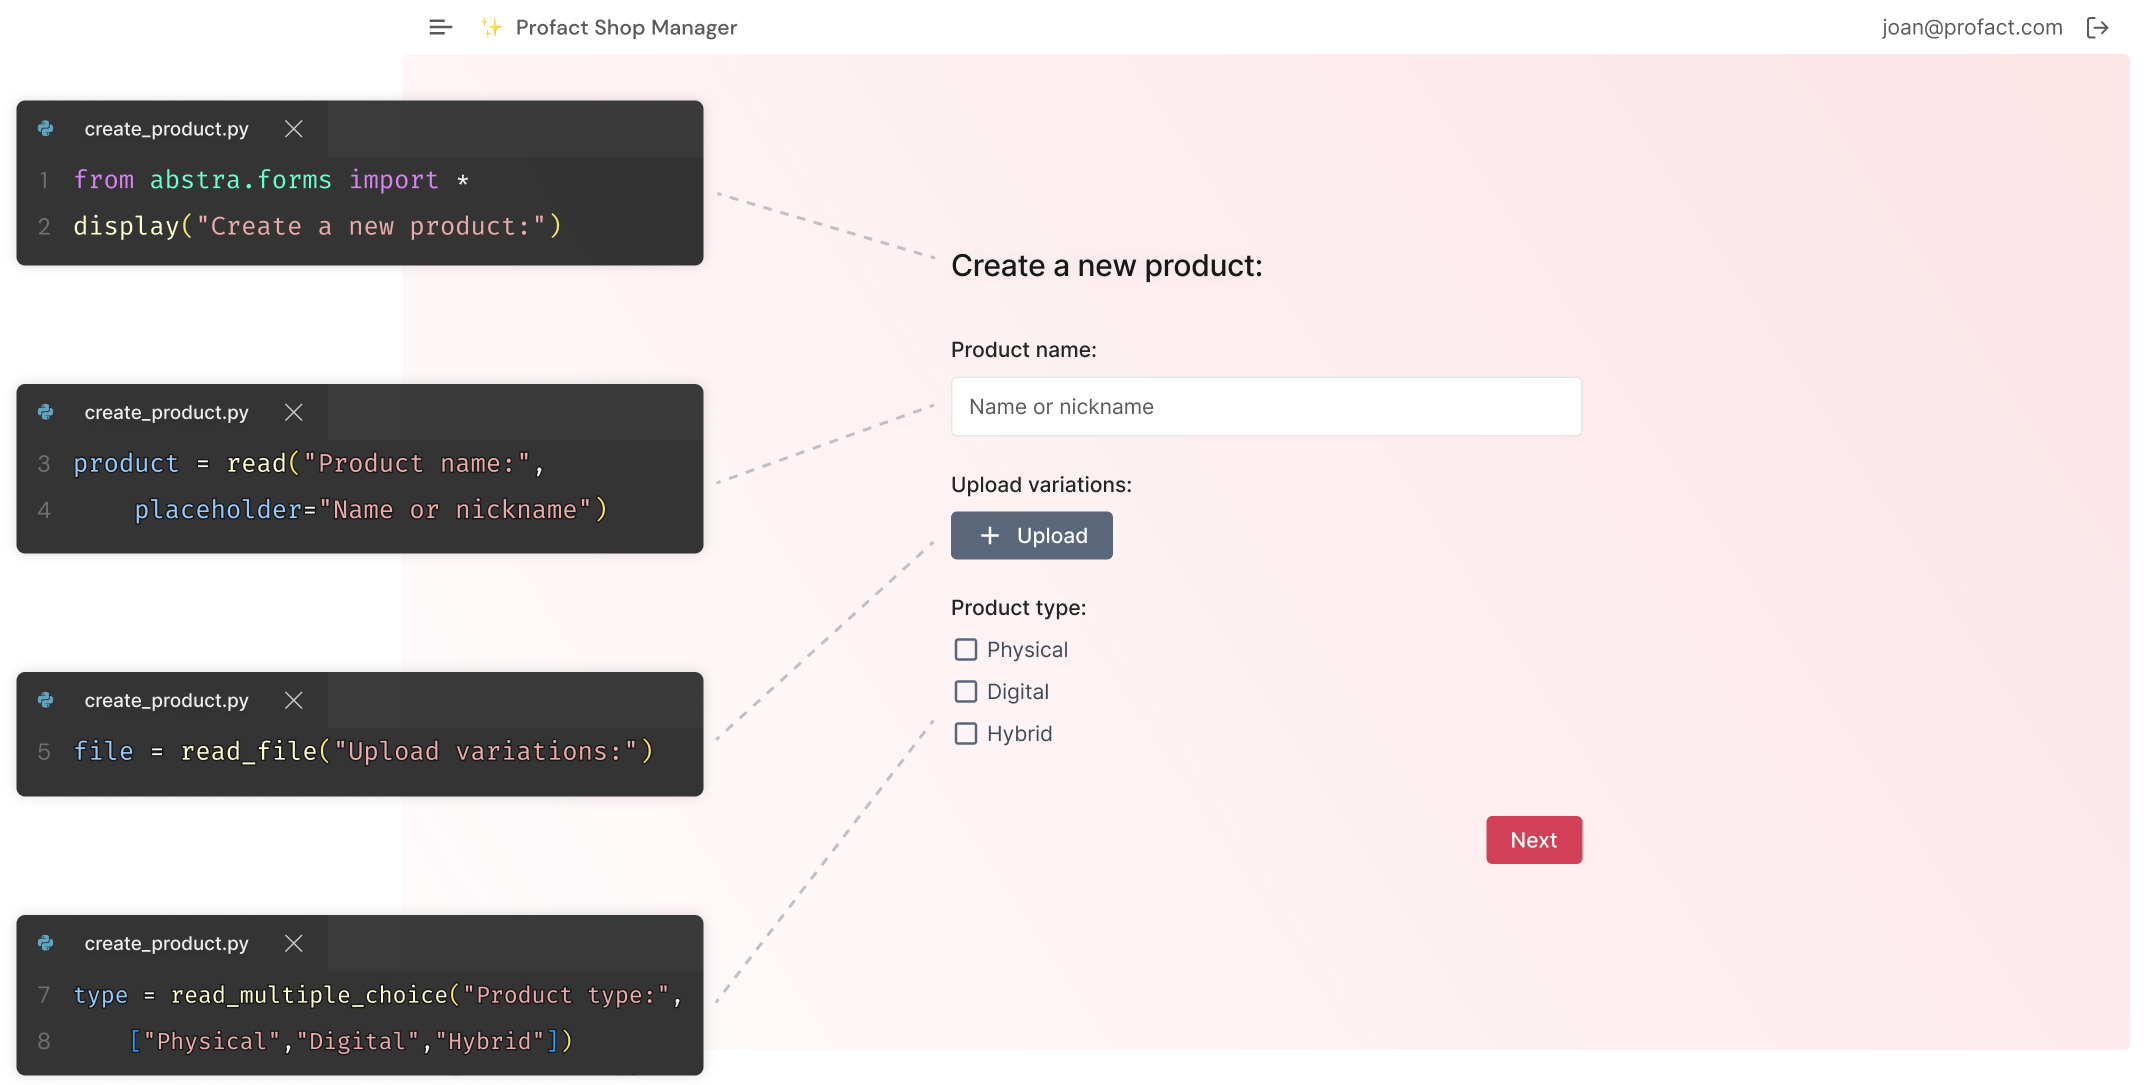 ✨ Profact Shop Manager
joan@profact.com
create_product.py
1 from abstra.forms import *
2 display("Create a new product:")
create_product.py
3 product = read("Product name:",
4     placeholder="Name or nickname")
create_product.py
5 file = read_file("Upload variations:")
create_product.py
7 type = read_multiple_choice("Product type:",
8     ["Physical","Digital","Hybrid"])
Create a new product:
Product name:
Name or nickname
Upload variations:
+ Upload
Product type:
Physical
Digital
Hybrid
Next